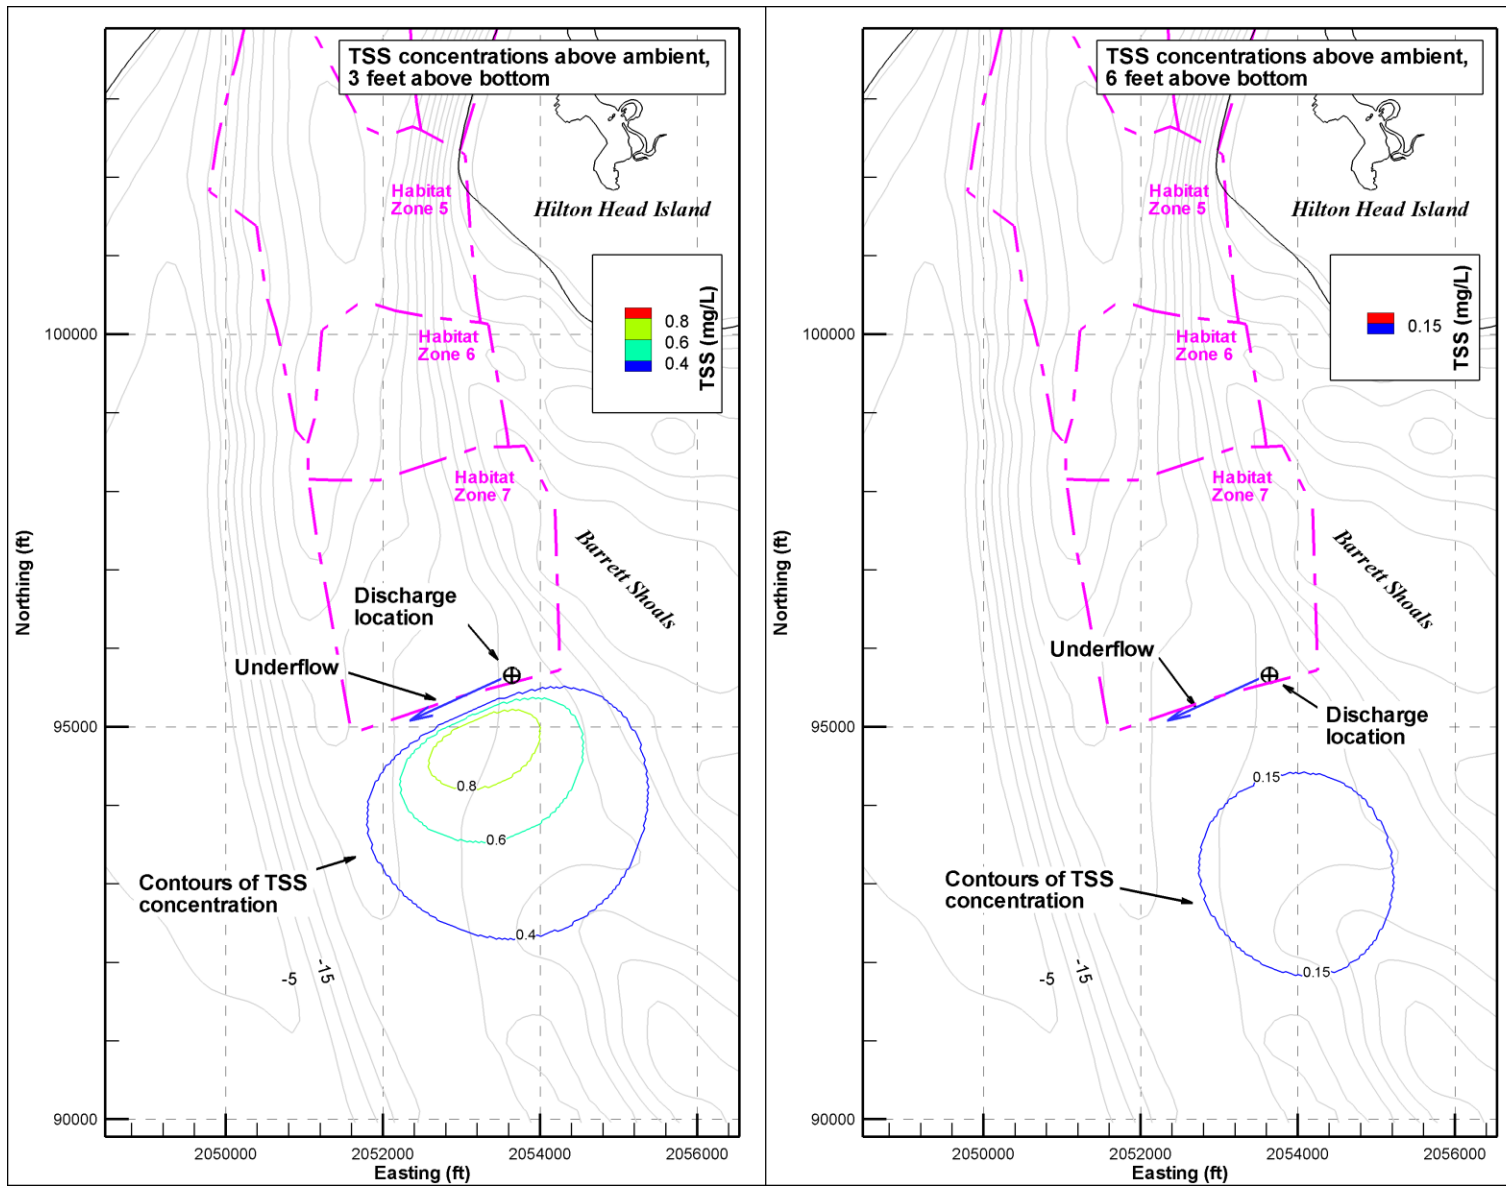 TSS concentrations above ambient,
3 feet above bottom
Habitat
Zone 5
Hilton Head Island
0.8
0.6
0.4
TSS (mg/L)
100000
Habitat
Zone 6
Habitat
Zone 7
Barrett Shoals
Northing (ft)
Discharge
location
Underflow
95000
0.8
0.6
Contours of TSS
concentration
0.4
-5
-15
90000
2050000
2052000
2054000
2056000
Easting (ft)
TSS concentrations above ambient,
6 feet above bottom
Habitat
Zone 5
Hilton Head Island
0.15
TSS (mg/L)
100000
Habitat
Zone 6
Habitat
Zone 7
Barrett Shoals
Northing (ft)
Underflow
Discharge
location
95000
0.15
Contours of TSS
concentration
0.15
-5
-15
90000
2050000
2052000
2054000
2056000
Easting (ft)